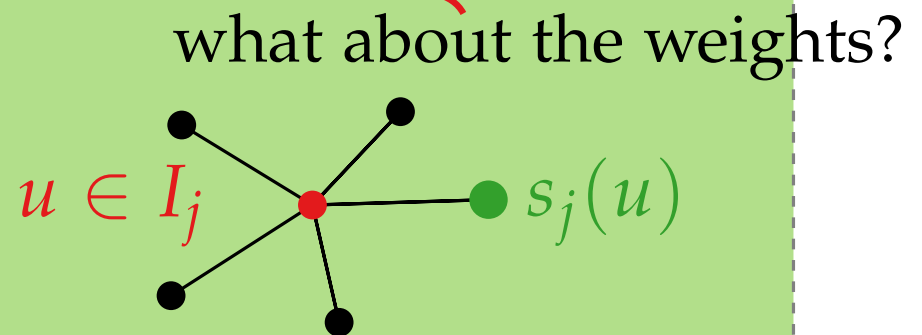 what about the weights?
u ∈ I_j
s_j(u)